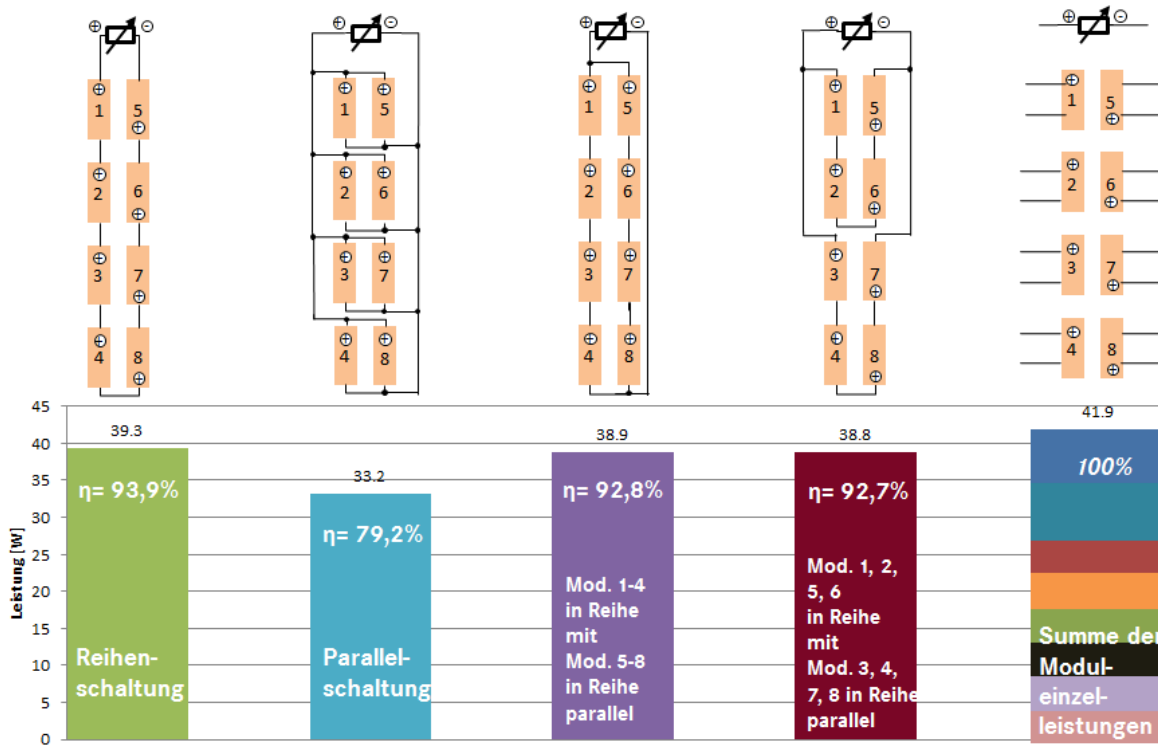 ⊕ ⊖ ⊕ ⊖ ⊕ ⊖ ⊕ ⊖ ⊕ ⊖
⊕ 1 5 ⊕
⊕ 2 6 ⊕
⊕ 3 7 ⊕
⊕ 4 8 ⊕
⊕ 1 ⊕ 5
⊕ 2 ⊕ 6
⊕ 3 ⊕ 7
⊕ 4 ⊕ 8
⊕ 1 ⊕ 5
⊕ 2 ⊕ 6
⊕ 3 ⊕ 7
⊕ 4 ⊕ 8
⊕ 1 5 ⊕
⊕ 2 6 ⊕
⊕ 3 7 ⊕
⊕ 4 8 ⊕
⊕ 1 5 ⊕
⊕ 2 6 ⊕
⊕ 3 7 ⊕
⊕ 4 8 ⊕
Leistung [W]
45
40
35
30
25
20
15
10
5
0
39.3
η= 93,9%
Reihen-
schaltung
33.2
η= 79,2%
Parallel-
schaltung
38.9
η= 92,8%
Mod. 1-4
in Reihe
mit
Mod. 5-8
in Reihe
parallel
38.8
η= 92,7%
Mod. 1, 2,
5, 6
in Reihe
mit
Mod. 3, 4,
7, 8 in Reihe
parallel
41.9
100%
Summe der
Modul-
einzel-
leistungen